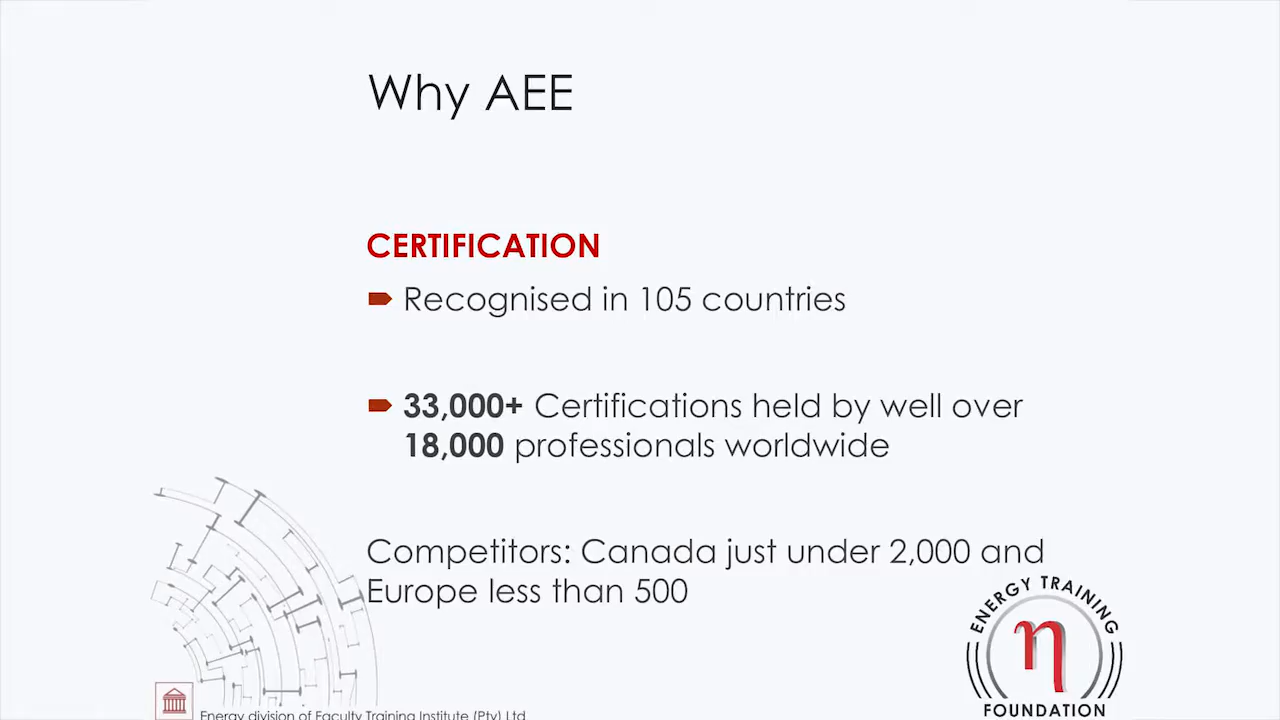 Why AEE
CERTIFICATION
Recognised in 105 countries
33,000+ Certifications held by well over
18,000 professionals worldwide
Competitors: Canada just under 2,000 and
Europe less than 500
ENERGY TRAINING
η
FOUNDATION
Energy division of Faculty Training Institute (Pty) Ltd